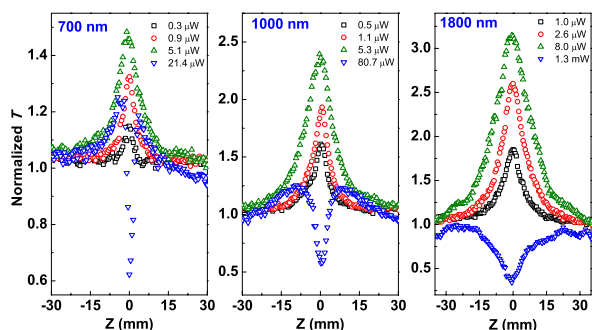 700 nm
0.3 µW
0.9 µW
5.1 µW
21.4 µW
1000 nm
0.5 µW
1.1 µW
5.3 µW
80.7 µW
1800 nm
1.0 µW
2.6 µW
8.0 µW
1.3 mW
Normalized T
1.4
1.2
1.0
0.8
0.6
2.5
2.0
1.5
1.0
0.5
3.0
2.5
2.0
1.5
1.0
0.5
-30 -15 0 15 30
-30 -15 0 15 30
-30 -15 0 15 30
Z (mm)
Z (mm)
Z (mm)